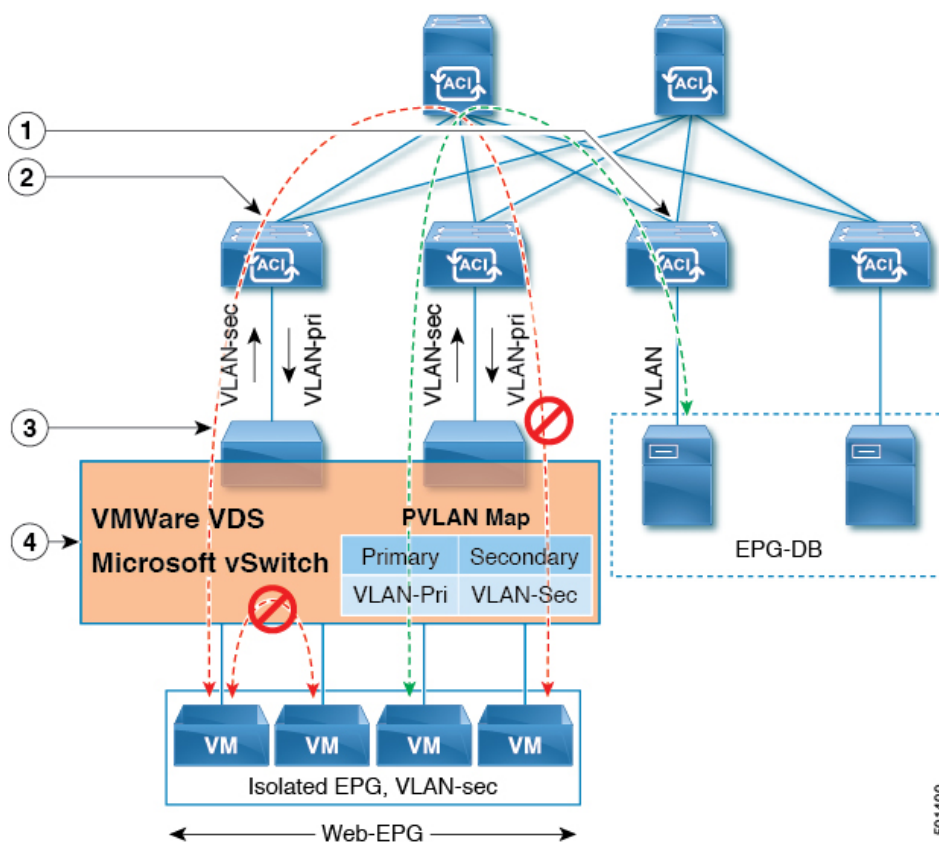 ACI
ACI
1
2
ACI
ACI
ACI
ACI
VLAN-sec
VLAN-pri
VLAN-sec
VLAN-pri
VLAN
3
4
VMWare VDS
Microsoft vSwitch
PVLAN Map
Primary Secondary
VLAN-Pri VLAN-Sec
EPG-DB
VM
VM
VM
VM
Isolated EPG, VLAN-sec
Web-EPG